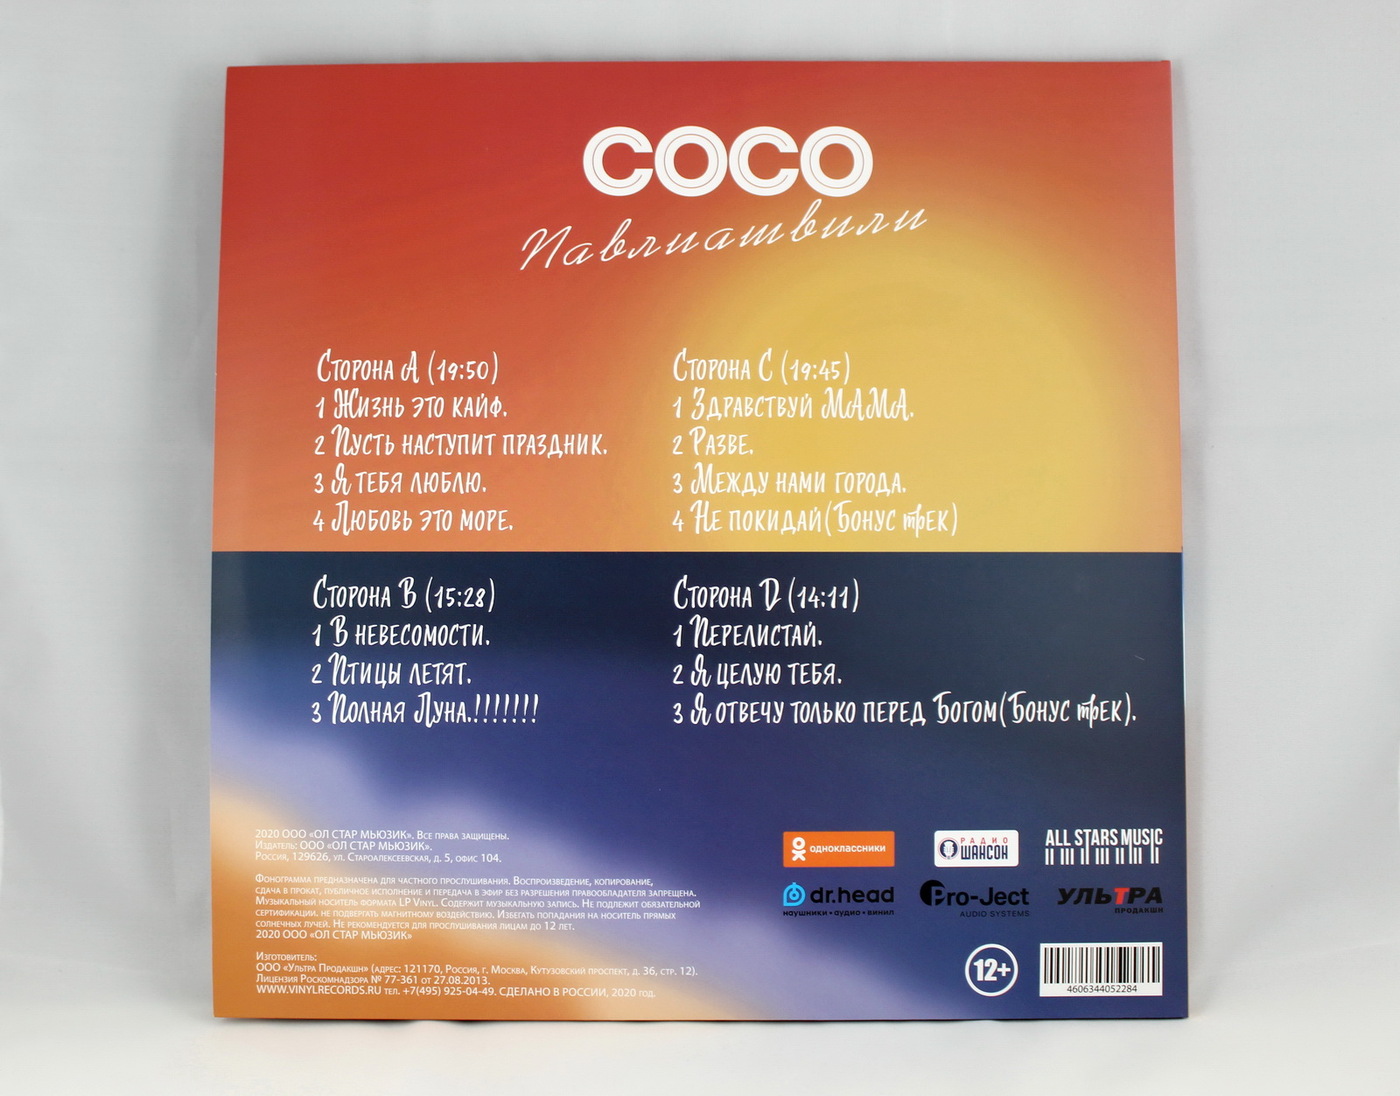 СОСО
Павлиашвили
Сторона A (19:50)
1 Жизнь это кайф.
2 Пусть наступит праздник.
3 Я тебя люблю.
4 Любовь это море.
Сторона C (19:45)
1 Здравствуй МАМА.
2 Разве.
3 Между нами города.
4 Не покидай(Бонус трек)
Сторона B (15:28)
1 В невесомости.
2 Птицы летят.
3 Полная Луна.!!!!!!!
Сторона D (14:11)
1 Перелистай.
2 Я целую тебя.
3 Я отвечу только перед Богом(Бонус трек).
2020 ООО «ОЛ СТАР МЬЮЗИК». Все права защищены.
Издатель: ООО «ОЛ СТАР МЬЮЗИК».
Россия, 129626, ул. Староалексеевская, д. 5, офис 104.
Фонограмма предназначена для частного прослушивания. Воспроизведение, копирование,
сдача в прокат, публичное исполнение и передача в эфир без разрешения правообладателя запрещена.
Музыкальный носитель формата LP Vinyl. Содержит музыкальную запись. Не подлежит обязательной
сертификации. не подвергать магнитному воздействию. Избегать попадания на носитель прямых
солнечных лучей. Не рекомендуется для прослушивания лицам до 12 лет.
2020 ООО «ОЛ СТАР МЬЮЗИК»
Изготовитель:
ООО «Ультра Продакшн» (адрес: 121170, Россия, г. Москва, Кутузовский проспект, д. 36, стр. 12).
Лицензия Роскомнадзора № 77-361 от 27.08.2013.
WWW.VINYLRECORDS.RU тел. +7(495) 925-04-49. СДЕЛАНО В РОССИИ, 2020 год.
одноклассники
РАДИО
ШАНСОН
ALL STARS MUSIC
dr.head
наушники • аудио • винил
Pro-Ject
AUDIO SYSTEMS
УЛЬТРА
ПРОДАКШН
12+
4606344052284